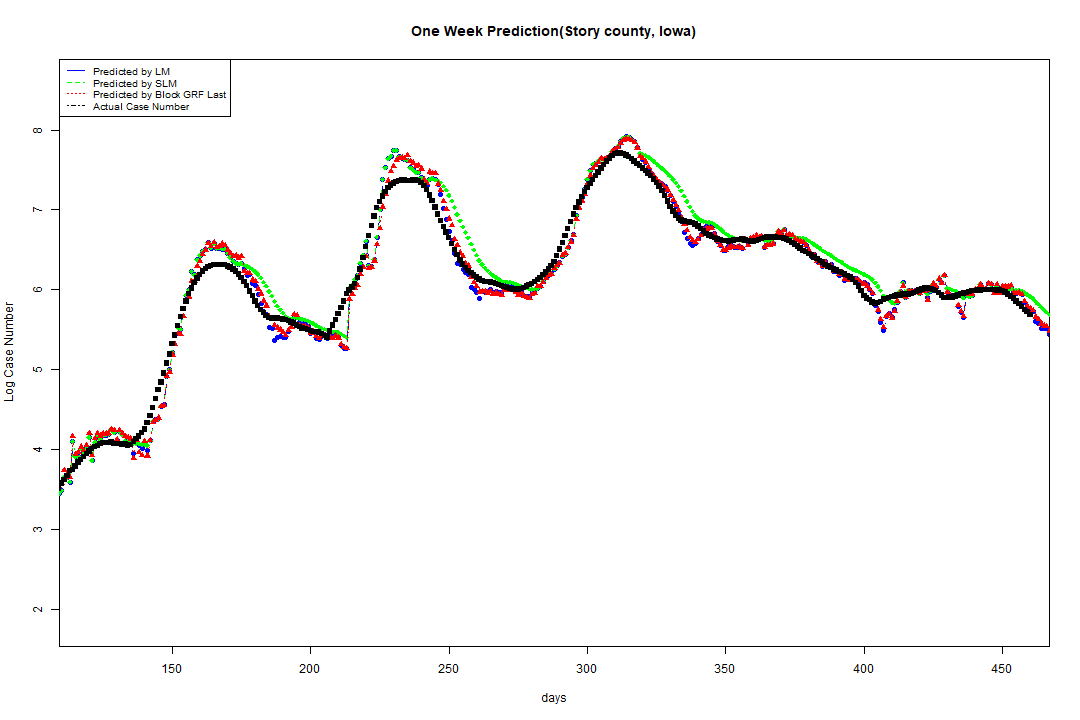 One Week Prediction(Story county, Iowa)
Predicted by LM
Predicted by SLM
Predicted by Block GRF Last
Actual Case Number
8
7
6
5
4
3
2
Log Case Number
150 200 250 300 350 400 450
days